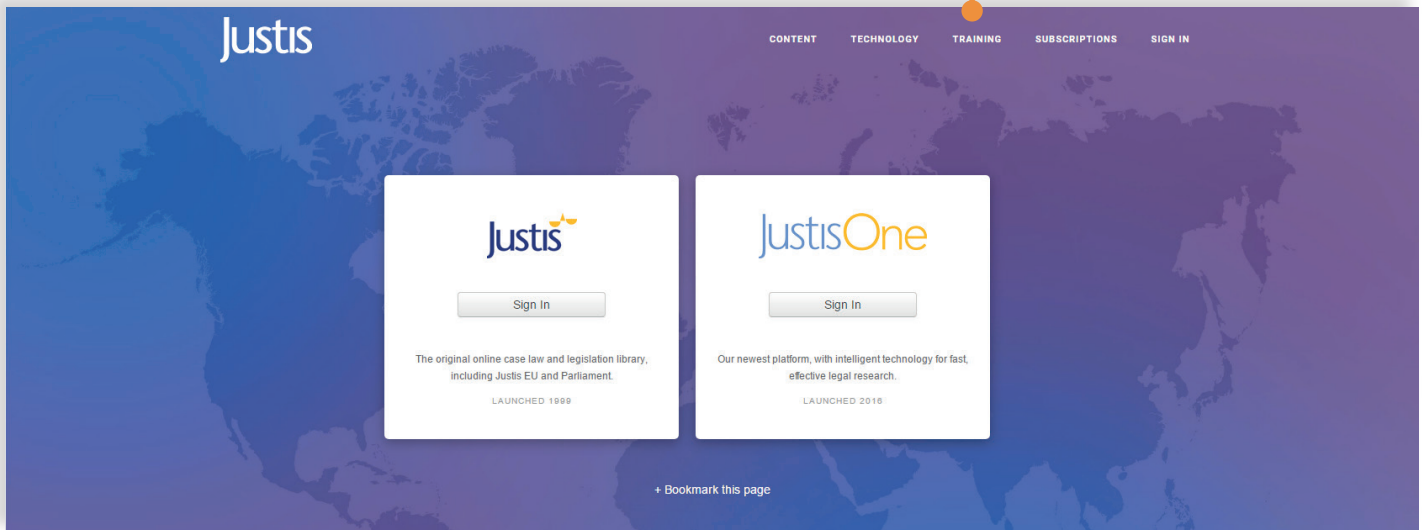 Justis
CONTENT TECHNOLOGY TRAINING SUBSCRIPTIONS SIGN IN
Justis
Sign In
The original online case law and legislation library,
including Justis EU and Parliament.
LAUNCHED 1999
JustisOne
Sign In
Our newest platform, with intelligent technology for fast,
effective legal research.
LAUNCHED 2016
+ Bookmark this page